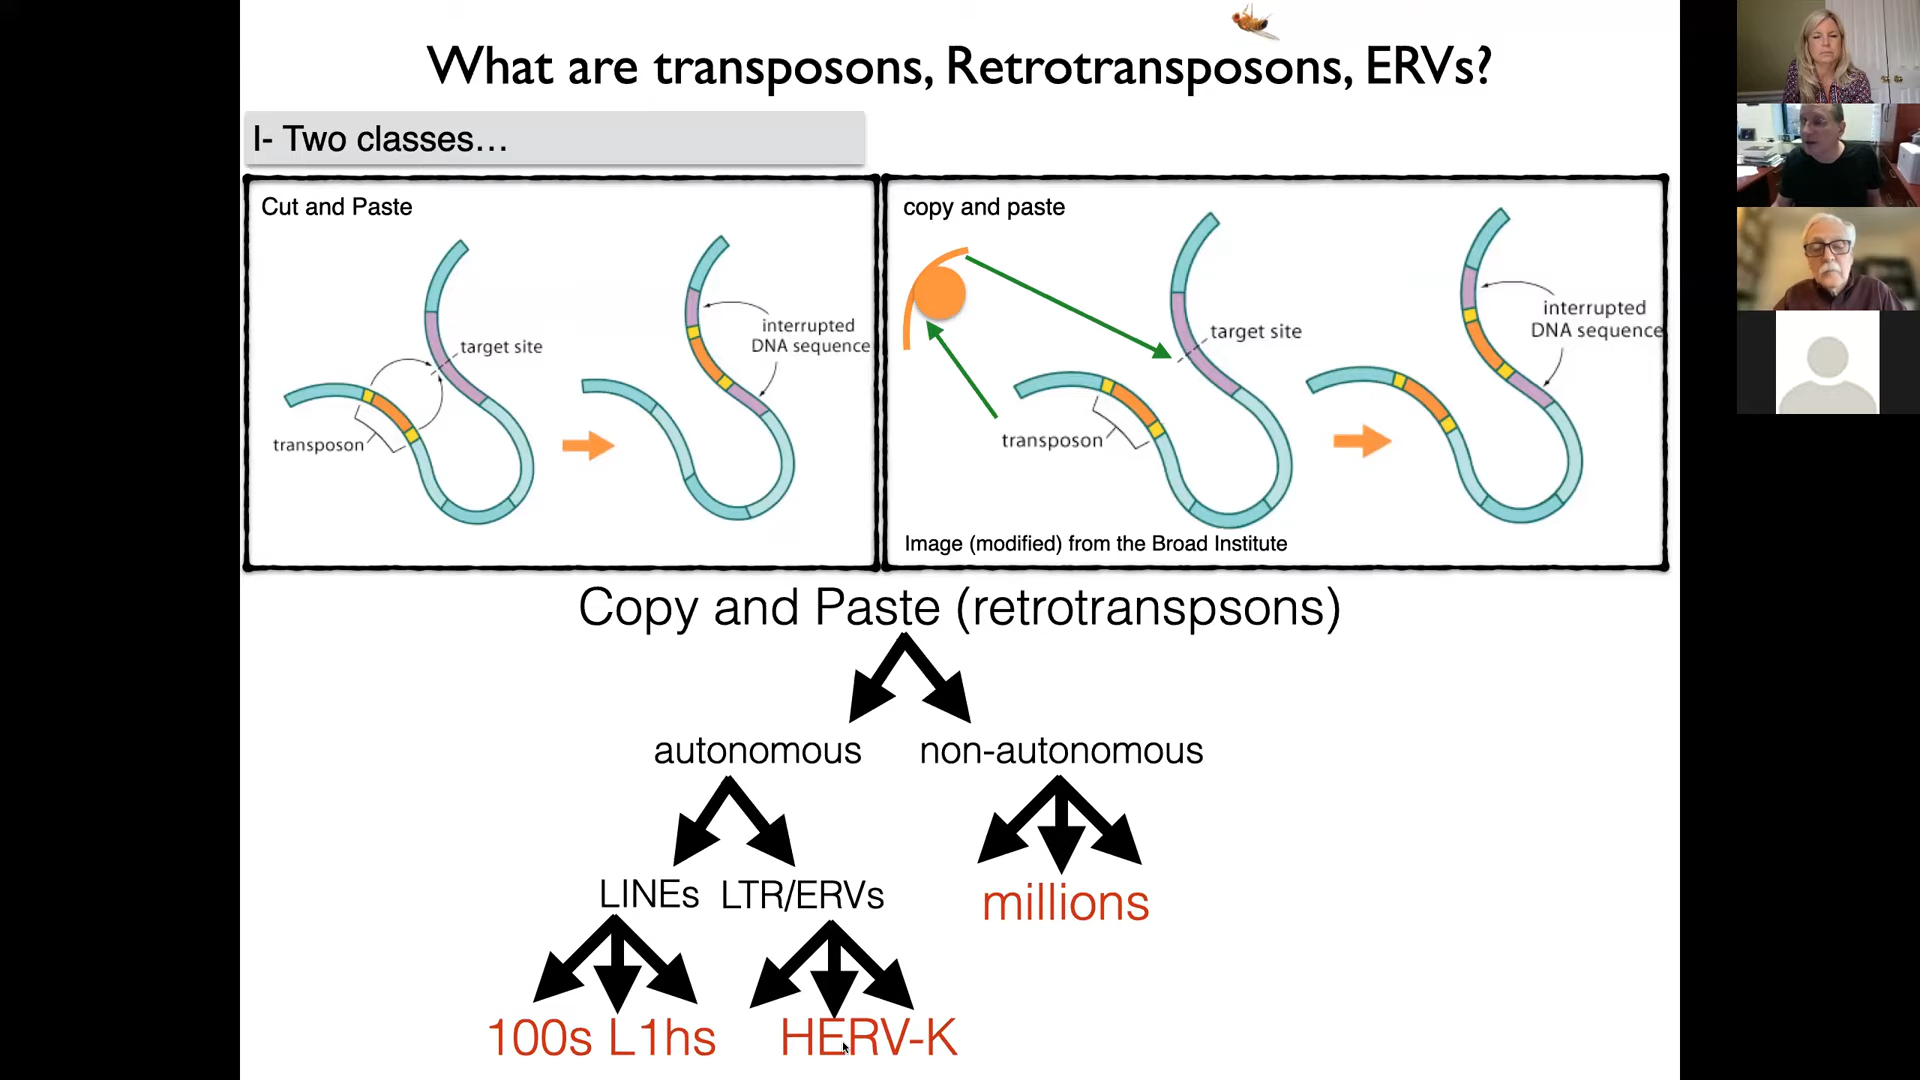 What are transposons, Retrotransposons, ERVs?
I- Two classes...
Cut and Paste
target site
transposon
interrupted
DNA sequence
copy and paste
target site
transposon
interrupted
DNA sequence
Image (modified) from the Broad Institute
Copy and Paste (retrotranspsons)
autonomous
non-autonomous
LINEs
LTR/ERVs
millions
100s L1hs
HERV-K